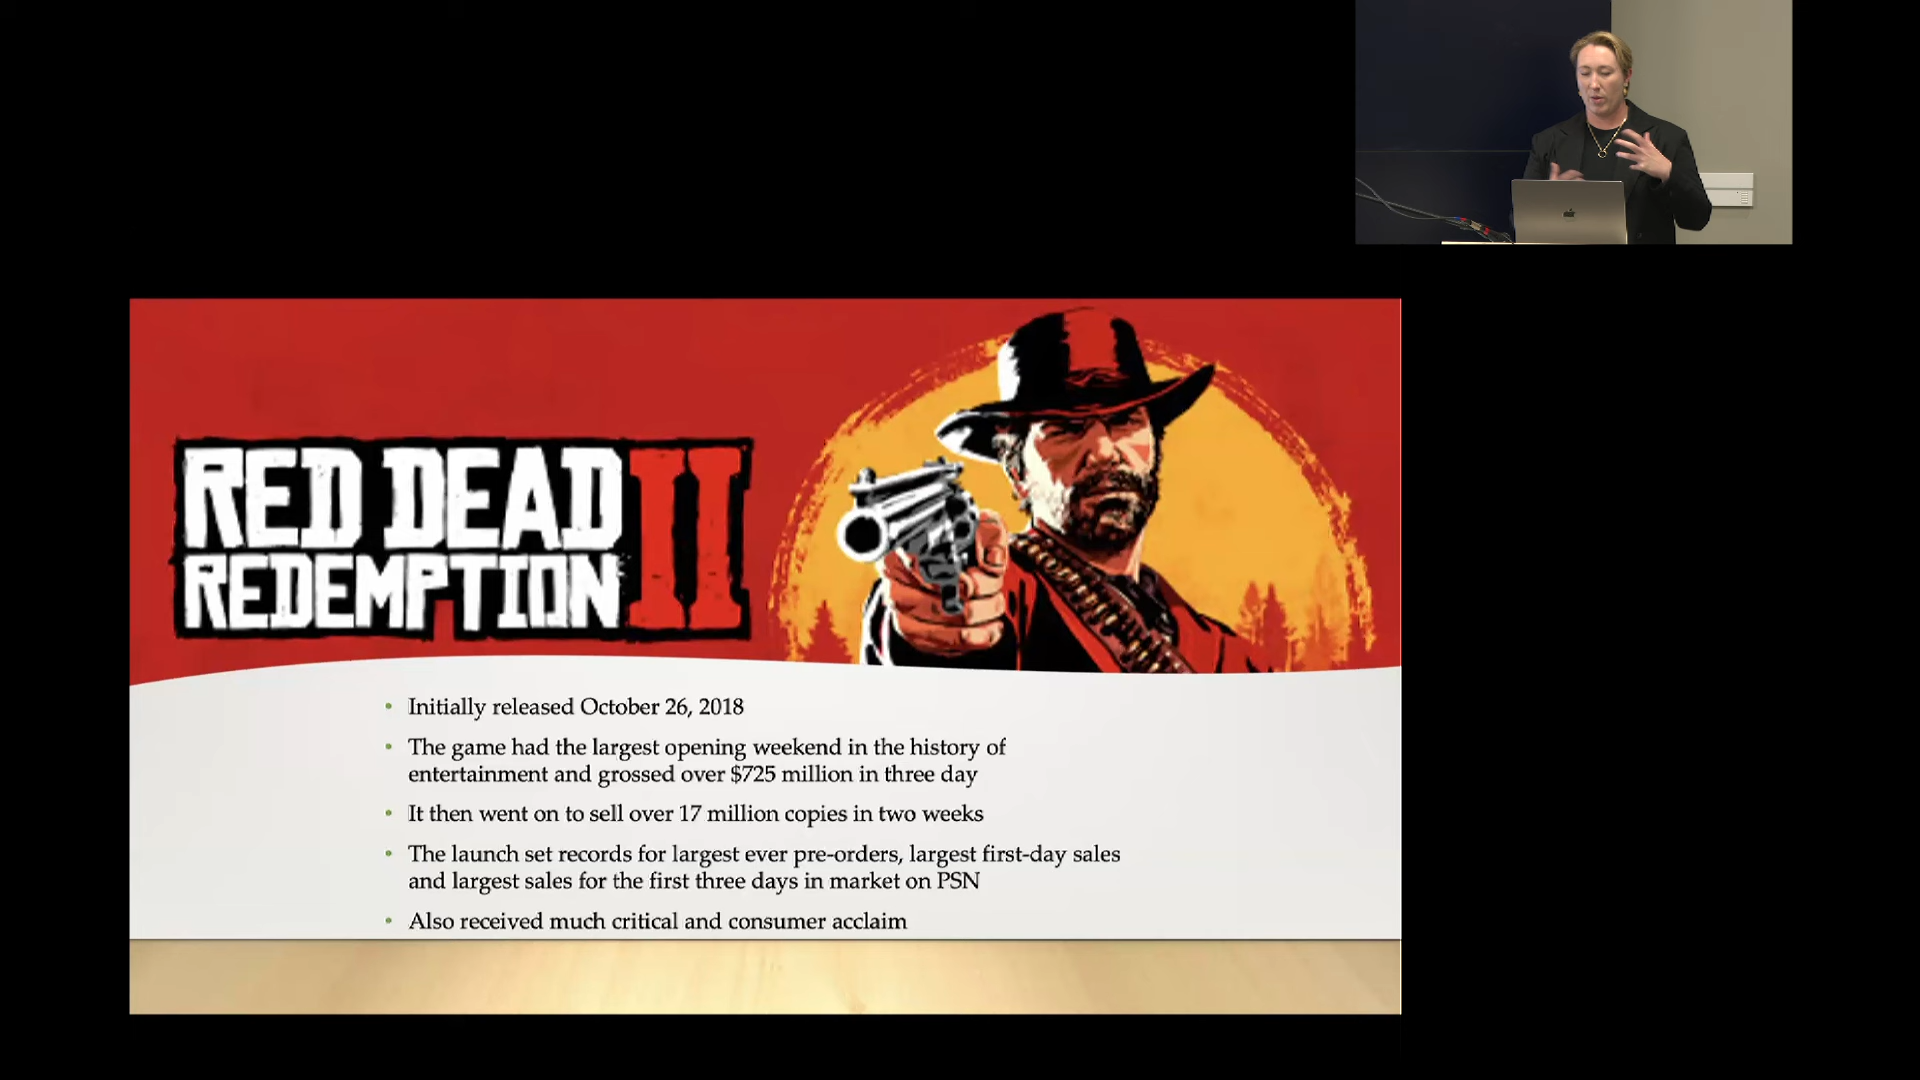 RED DEAD II
REDEMPTION
• Initially released October 26, 2018
• The game had the largest opening weekend in the history of
entertainment and grossed over $725 million in three day
• It then went on to sell over 17 million copies in two weeks
• The launch set records for largest ever pre-orders, largest first-day sales
and largest sales for the first three days in market on PSN
• Also received much critical and consumer acclaim